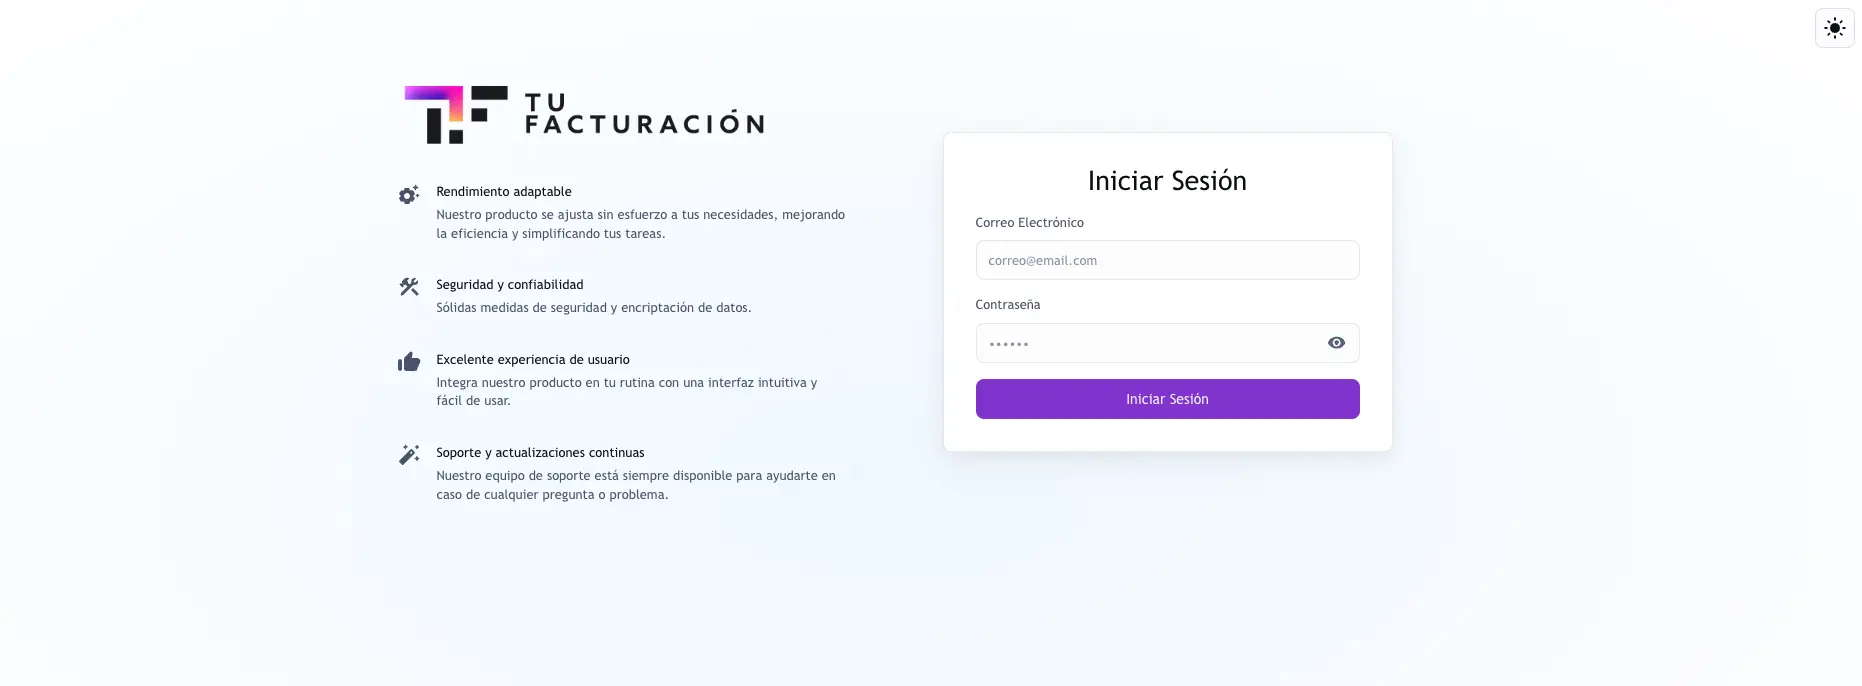 TU
FACTURACIÓN
Rendimiento adaptable
Nuestro producto se ajusta sin esfuerzo a tus necesidades, mejorando
la eficiencia y simplificando tus tareas.
Seguridad y confiabilidad
Sólidas medidas de seguridad y encriptación de datos.
Excelente experiencia de usuario
Integra nuestro producto en tu rutina con una interfaz intuitiva y
fácil de usar.
Soporte y actualizaciones continuas
Nuestro equipo de soporte está siempre disponible para ayudarte en
caso de cualquier pregunta o problema.
Iniciar Sesión
Correo Electrónico
correo@email.com
Contraseña
••••••
Iniciar Sesión